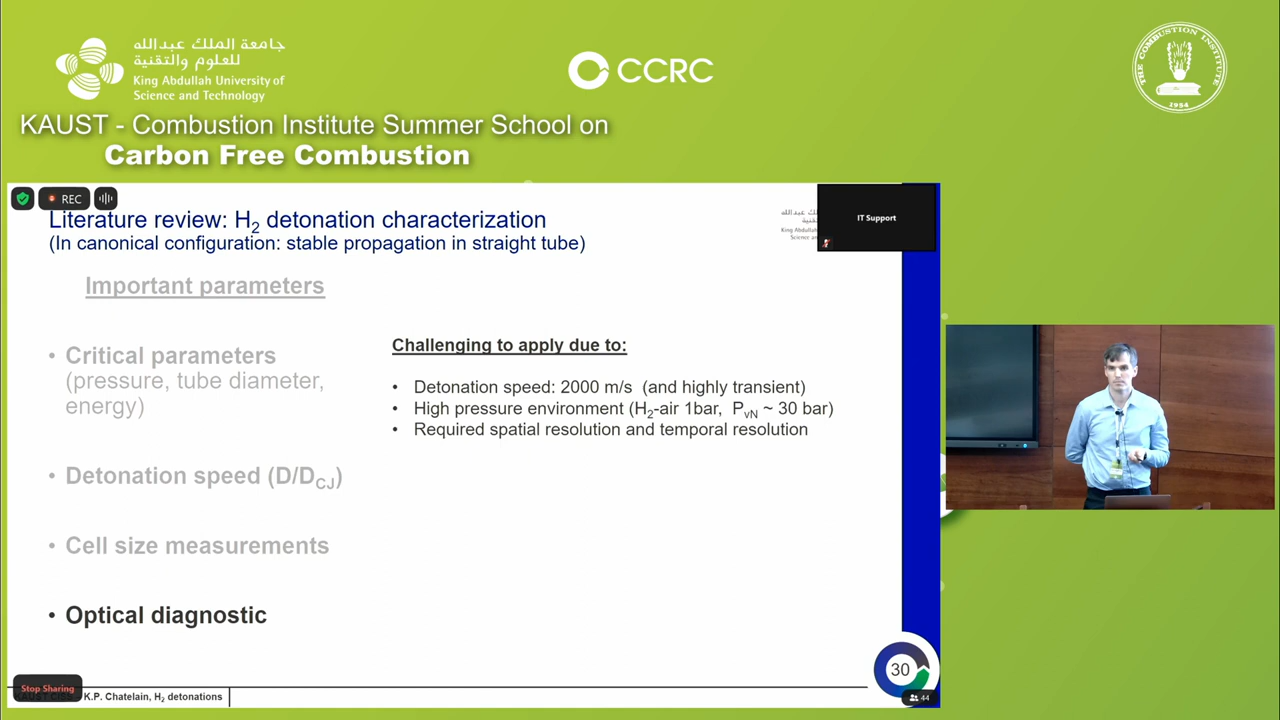 جامعة الملك عبدالله
للعلوم والتقنية
King Abdullah University of
Science and Technology
CCRC
THE COMBUSTION INSTITUTE
1954
KAUST - Combustion Institute Summer School on
Carbon Free Combustion
REC
Literature review: H2 detonation characterization
(In canonical configuration: stable propagation in straight tube)
IT Support
Important parameters
• Critical parameters
(pressure, tube diameter,
energy)
• Detonation speed (D/DCJ)
• Cell size measurements
• Optical diagnostic
Challenging to apply due to:
• Detonation speed: 2000 m/s (and highly transient)
• High pressure environment (H2-air 1bar, PvN ~ 30 bar)
• Required spatial resolution and temporal resolution
30
44
Stop Sharing
K.P. Chatelain, H2 detonations